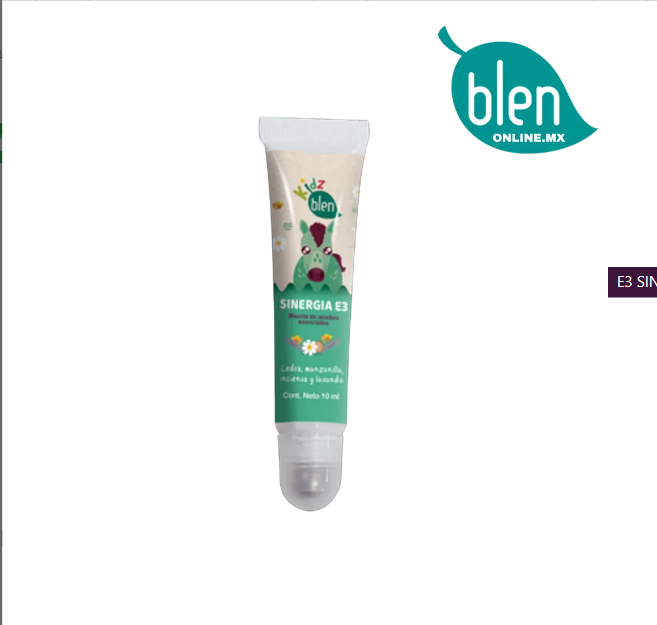 blen
ONLINE.MX
Kidz
blen
E3 SIN
SINERGIA E3
Mezcla de aceites
esenciales
Cedro, manzanilla,
incienso y lavanda
Cont. Neto 10 ml